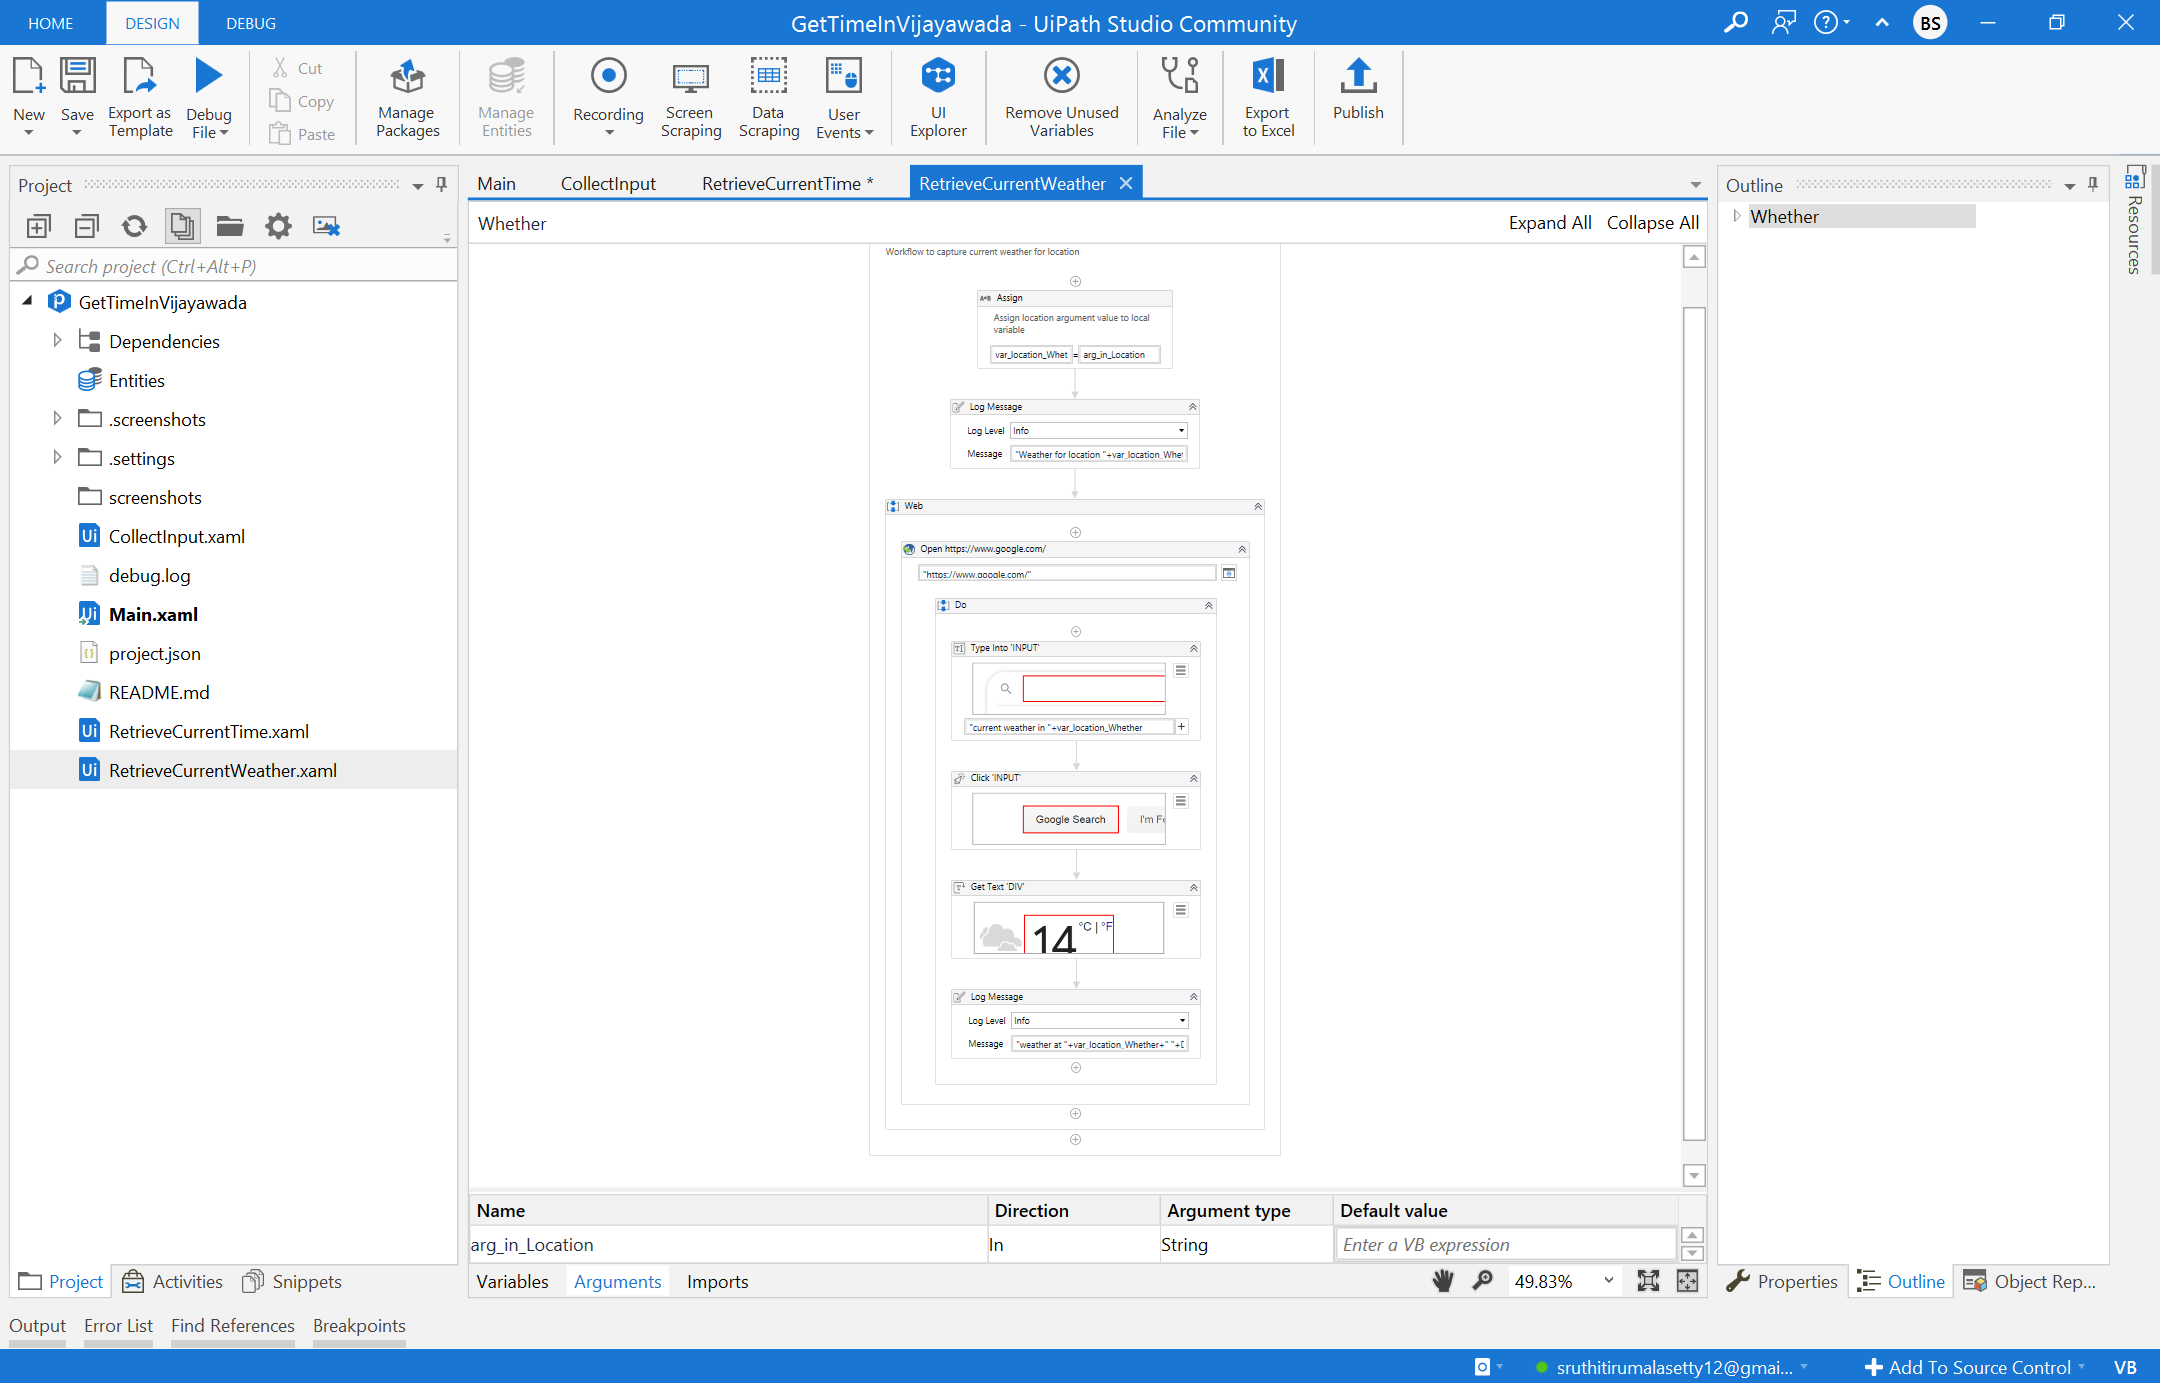 HOME DESIGN DEBUG GetTimeInVijayawada - UiPath Studio Community BS
New Save Export as Template Debug File Cut Copy Paste Manage Packages Manage Entities Recording Screen Scraping Data Scraping User Events UI Explorer Remove Unused Variables Analyze File Export to Excel Publish
Project
Search project (Ctrl+Alt+P)
GetTimeInVijayawada
Dependencies
Entities
.screenshots
.settings
screenshots
CollectInput.xaml
debug.log
Main.xaml
project.json
README.md
RetrieveCurrentTime.xaml
RetrieveCurrentWeather.xaml
Project Activities Snippets
Main CollectInput RetrieveCurrentTime * RetrieveCurrentWeather
Whether Expand All Collapse All
Workflow to capture current weather for location
A*B Assign
Assign location argument value to local
variable
var_location_Whet = arg_in_Location
Log Message
Log Level Info
Message "Weather for location "+var_location_Whet
Web
Open https://www.google.com/
"https://www.google.com/"
Do
Type Into 'INPUT'
"current weather in "+var_location_Whether
Click 'INPUT'
Google Search I'm Fe
Get Text 'DIV'
14 °C | °F
Log Message
Log Level Info
Message "weather at "+var_location_Whether+" "+[
Name Direction Argument type Default value
arg_in_Location In String Enter a VB expression
Variables Arguments Imports 49.83%
Outline
Whether
Resources
Properties Outline Object Rep...
Output Error List Find References Breakpoints
sruthitirumalasetty12@gmai... Add To Source Control VB